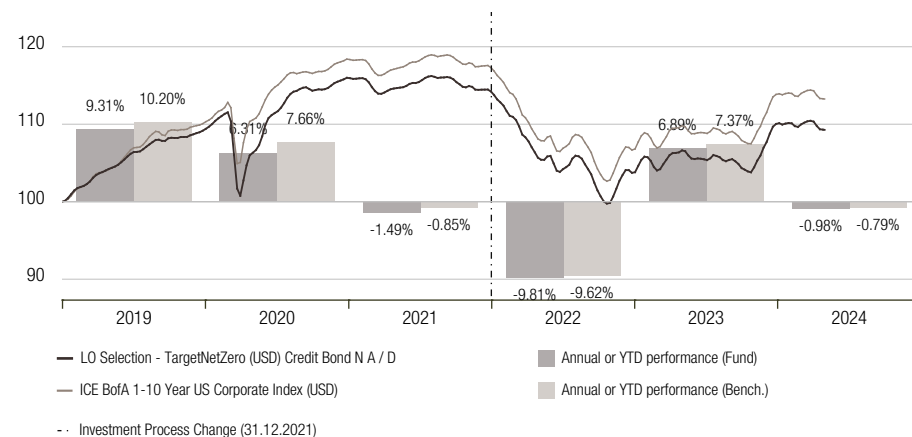 120
9.31% 10.20%
6.31% 7.66%
6.89% 7.37%
110
100
-1.49% -0.85%
-0.98% -0.79%
90
-9.81% -9.62%
2019 2020 2021 2022 2023 2024
LO Selection - TargetNetZero (USD) Credit Bond N A / D
Annual or YTD performance (Fund)
ICE BofA 1-10 Year US Corporate Index (USD)
Annual or YTD performance (Bench.)
Investment Process Change (31.12.2021)